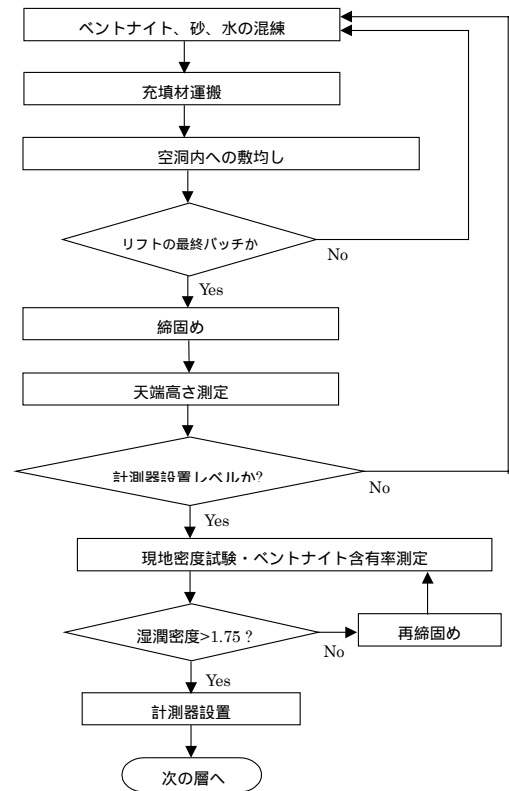 ベントナイト、砂、水の混練
充填材運搬
空洞内への敷均し
リフトの最終バッチか
No
Yes
締固め
天端高さ測定
計測器設置レベルか?
No
Yes
現地密度試験・ベントナイト含有率測定
湿潤密度>1.75 ?
再締固め
No
Yes
計測器設置
次の層へ